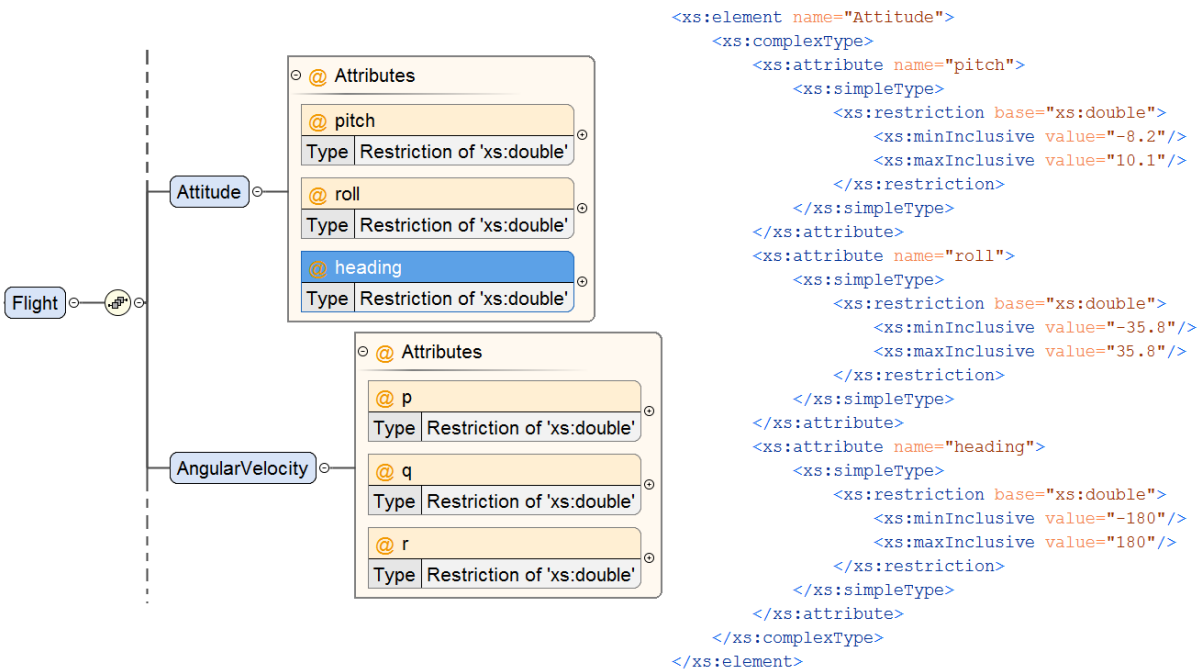 Flight
Attitude
@ Attributes
@ pitch
Type Restriction of 'xs:double'
@ roll
Type Restriction of 'xs:double'
@ heading
Type Restriction of 'xs:double'
AngularVelocity
@ Attributes
@ p
Type Restriction of 'xs:double'
@ q
Type Restriction of 'xs:double'
@ r
Type Restriction of 'xs:double'
<xs:element name="Attitude">
<xs:complexType>
<xs:attribute name="pitch">
<xs:simpleType>
<xs:restriction base="xs:double">
<xs:minInclusive value="-8.2"/>
<xs:maxInclusive value="10.1"/>
</xs:restriction>
</xs:simpleType>
</xs:attribute>
<xs:attribute name="roll">
<xs:simpleType>
<xs:restriction base="xs:double">
<xs:minInclusive value="-35.8"/>
<xs:maxInclusive value="35.8"/>
</xs:restriction>
</xs:simpleType>
</xs:attribute>
<xs:attribute name="heading">
<xs:simpleType>
<xs:restriction base="xs:double">
<xs:minInclusive value="-180"/>
<xs:maxInclusive value="180"/>
</xs:restriction>
</xs:simpleType>
</xs:attribute>
</xs:complexType>
</xs:element>